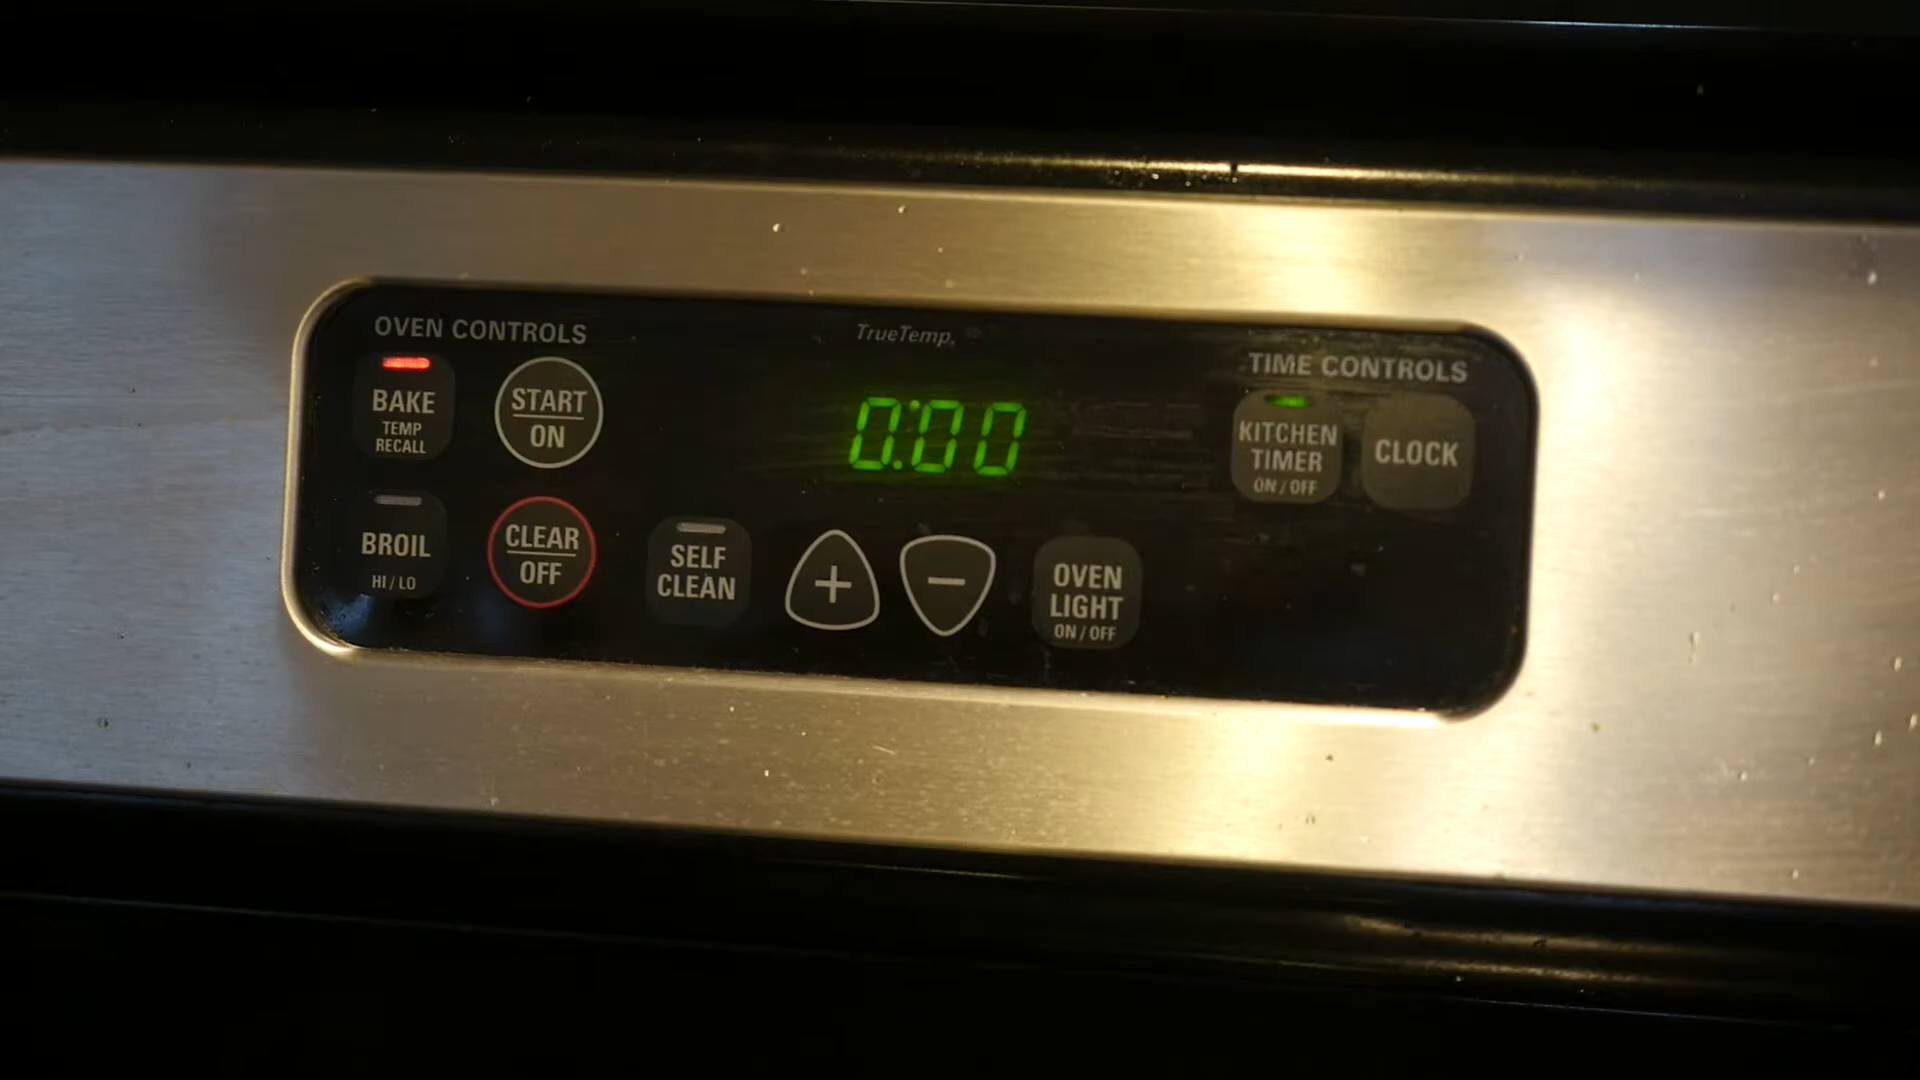 OVEN CONTROLS
BAKE
TEMP
RECALL
START
ON
BROIL
HI / LO
CLEAR
OFF
SELF
CLEAN
TrueTemp
0:00
+
−
OVEN
LIGHT
ON / OFF
TIME CONTROLS
KITCHEN
TIMER
ON / OFF
CLOCK